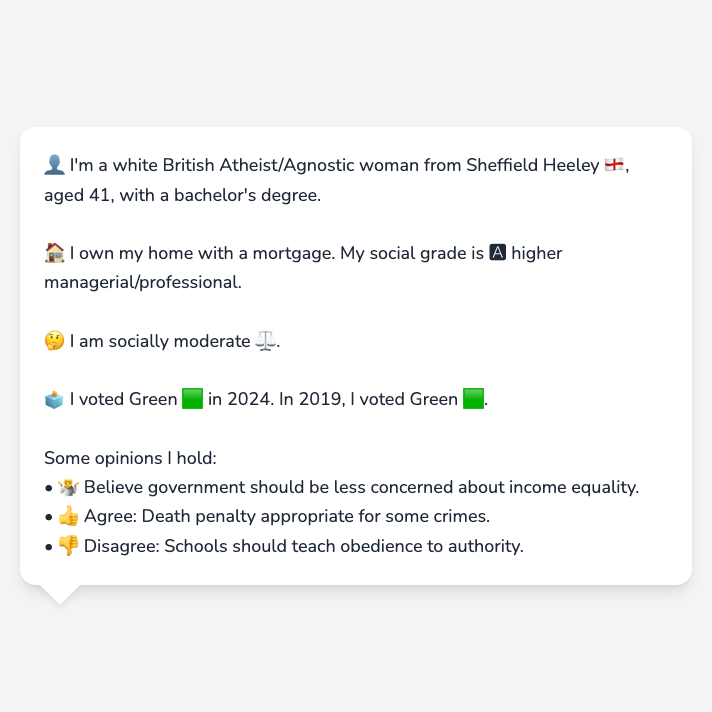 👤 I'm a white British Atheist/Agnostic woman from Sheffield Heeley 🏴󠁧󠁢󠁥󠁮󠁧󠁿,
aged 41, with a bachelor's degree.
🏠 I own my home with a mortgage. My social grade is 🅰 higher
managerial/professional.
🤔 I am socially moderate ⚖️.
🗳️ I voted Green 🟩 in 2024. In 2019, I voted Green 🟩.
Some opinions I hold:
• 🤷 Believe government should be less concerned about income equality.
• 👍 Agree: Death penalty appropriate for some crimes.
• 👎 Disagree: Schools should teach obedience to authority.